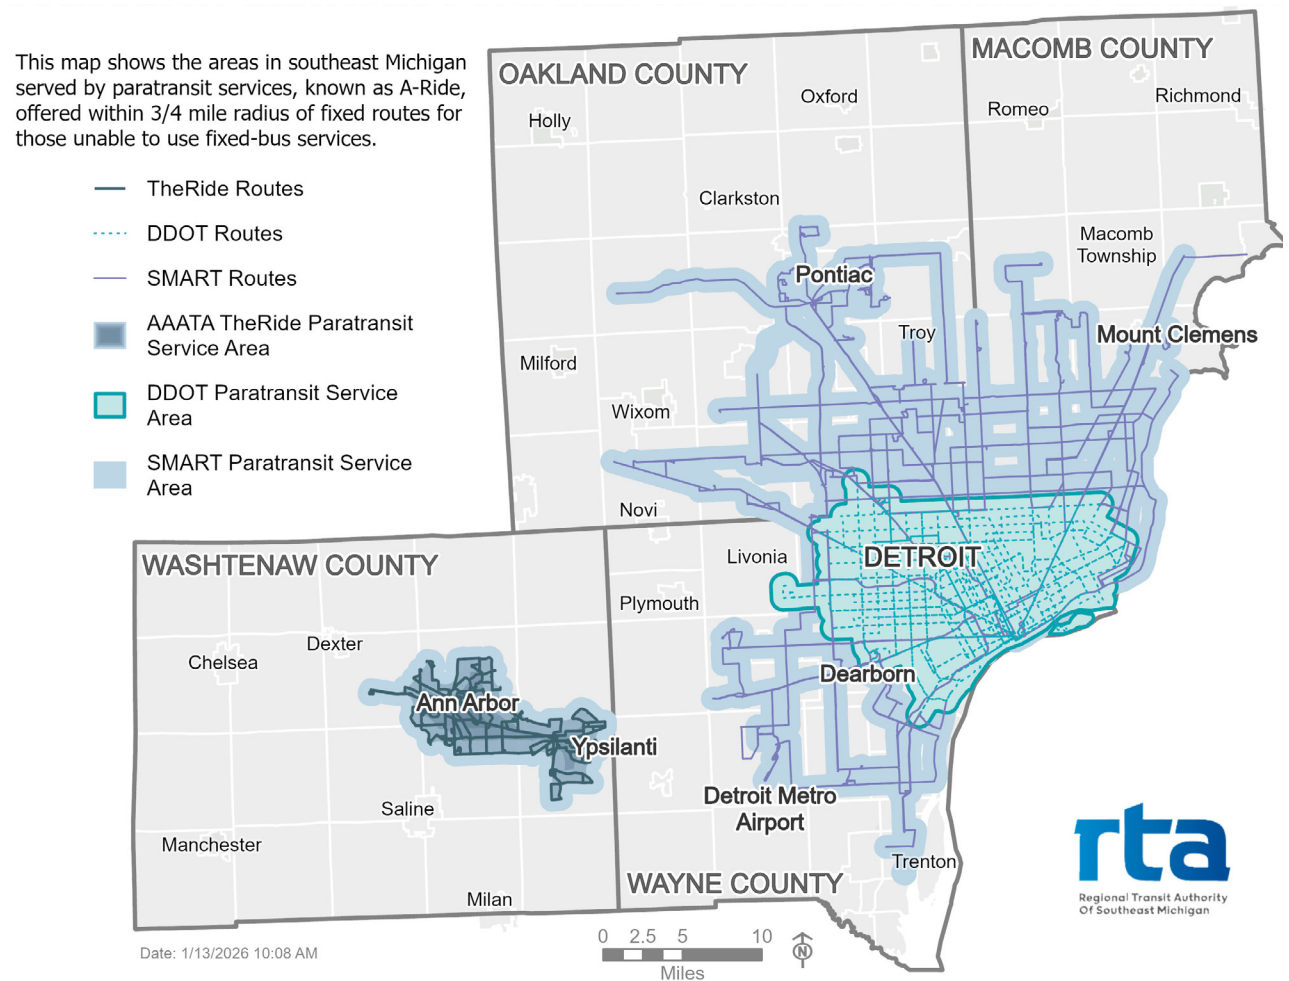 This map shows the areas in southeast Michigan
served by paratransit services, known as A-Ride,
offered within 3/4 mile radius of fixed routes for
those unable to use fixed-bus services.
TheRide Routes
DDOT Routes
SMART Routes
AAATA TheRide Paratransit
Service Area
DDOT Paratransit Service
Area
SMART Paratransit Service
Area
OAKLAND COUNTY
MACOMB COUNTY
Oxford
Richmond
Holly
Romeo
Clarkston
Macomb
Township
Pontiac
Troy
Mount Clemens
Milford
Wixom
Novi
WASHTENAW COUNTY
Livonia
DETROIT
Plymouth
Dexter
Chelsea
Dearborn
Ann Arbor
Ypsilanti
Detroit Metro
Airport
Saline
Manchester
Trenton
WAYNE COUNTY
Milan
rta
Regional Transit Authority
Of Southeast Michigan
Date: 1/13/2026 10:08 AM
0 2.5 5 10
Miles
N